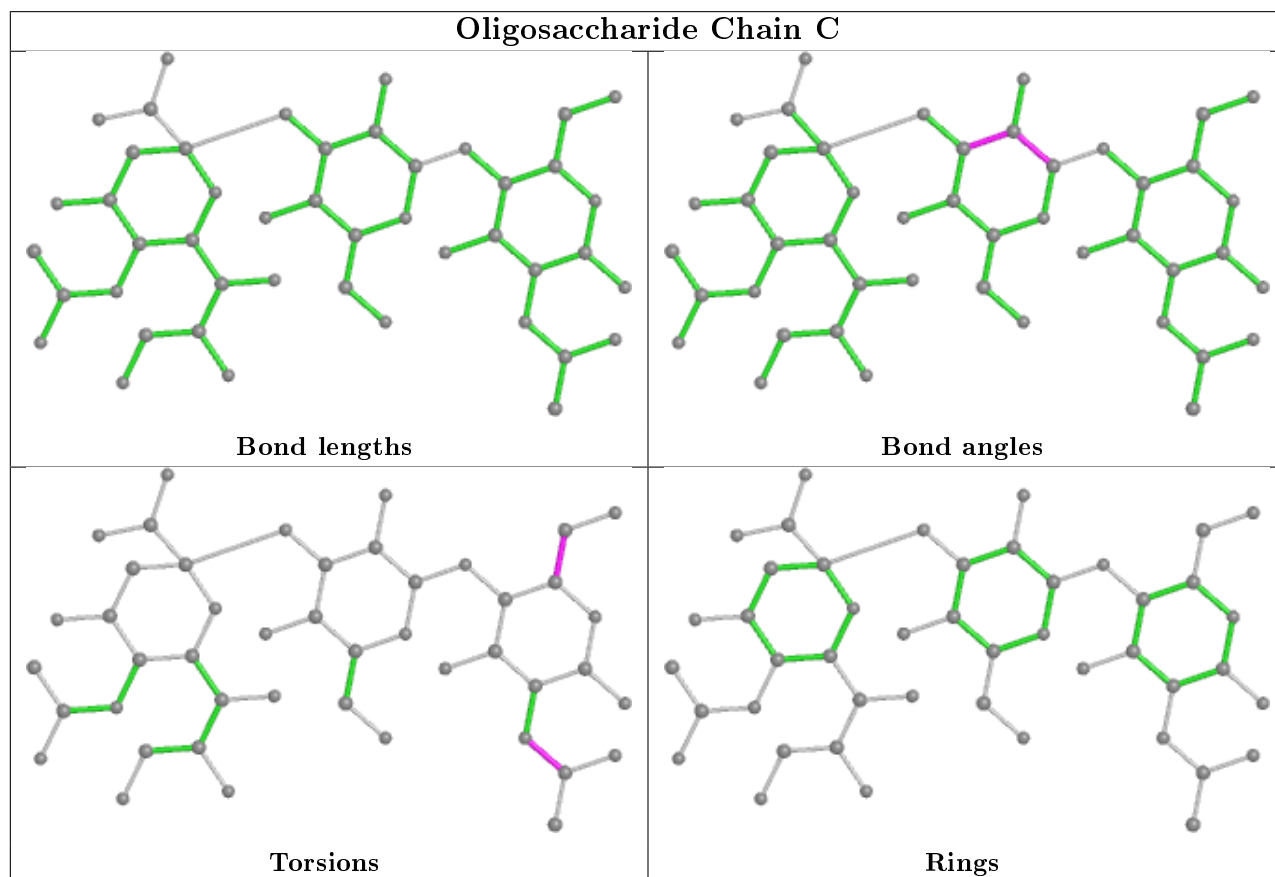 Oligosaccharide Chain C
Bond lengths
Bond angles
Torsions
Rings